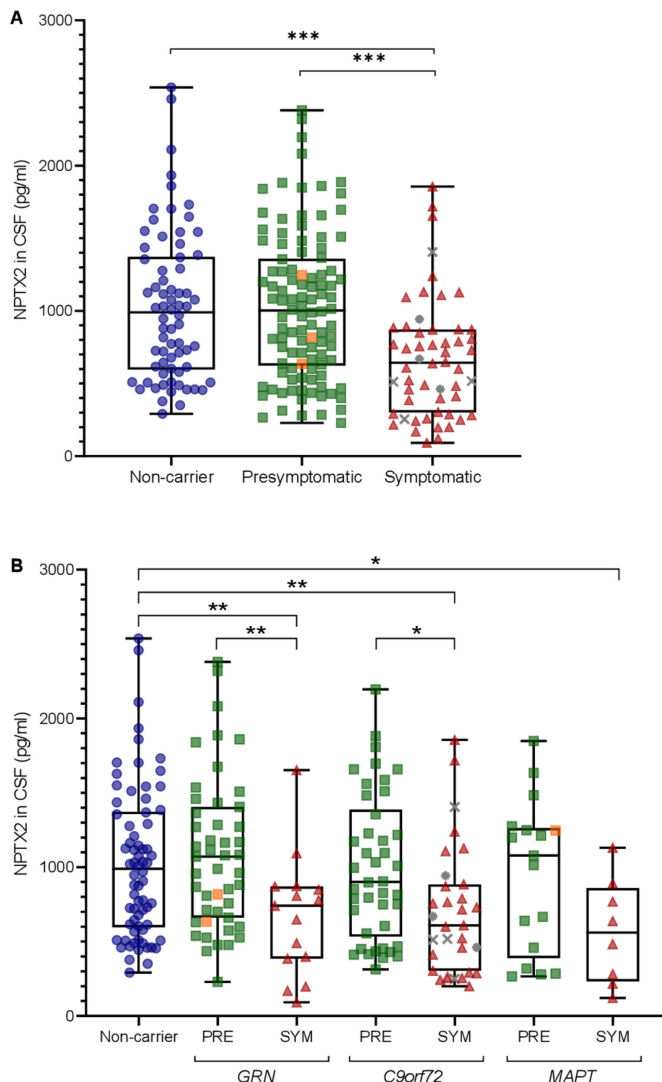 A
3000
***
***
2000
1000
0
NPTX2 in CSF (pg/ml)
Non-carrier Presymptomatic Symptomatic
B
3000
*
**
**
**
*
2000
1000
0
NPTX2 in CSF (pg/ml)
Non-carrier PRE SYM PRE SYM PRE SYM
GRN C9orf72 MAPT